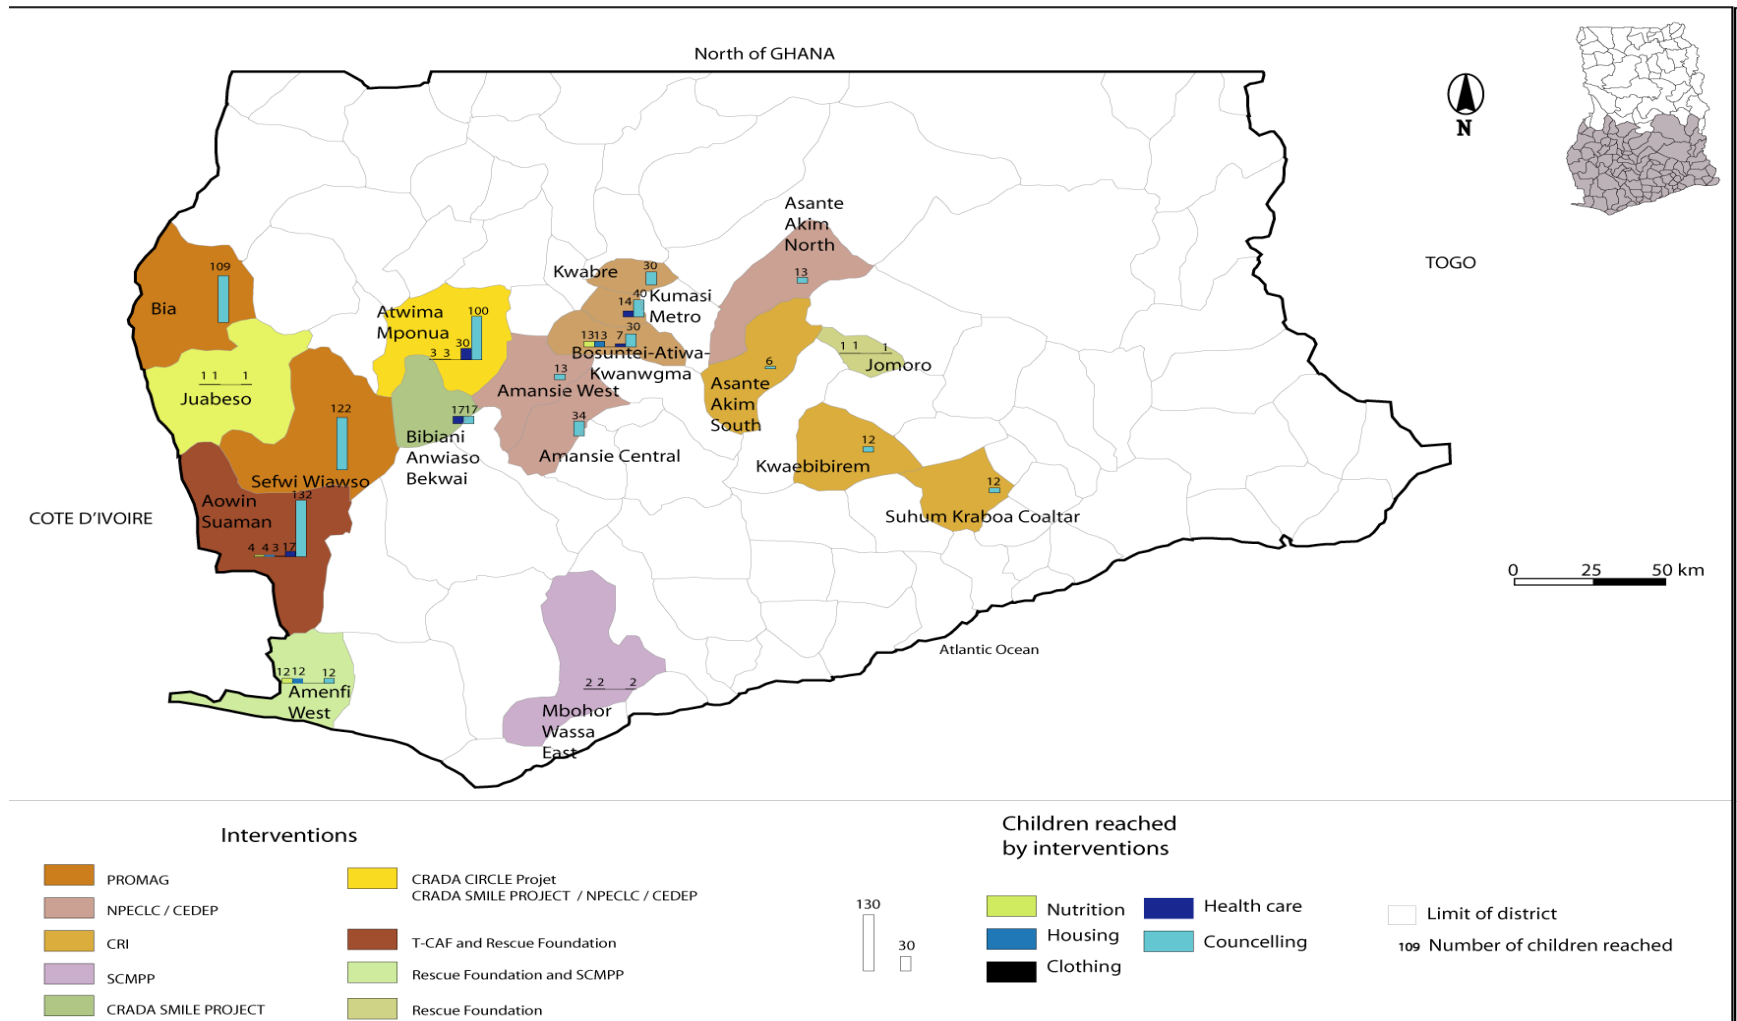 North of GHANA
N
TOGO
COTE D'IVOIRE
Atlantic Ocean
0 25 50 km
Asante
Akim
North
13
109
Bia
Kwabre
30
Atwima
Mponua
100
3 3 30
14 40
Kumasi
Metro
13 13 7 30
Bosuntei-Atiwa-
Kwanwgma
1 1 1
Jomoro
1 1 1
Juabeso
13
Amansie West
6
Asante
Akim
South
122
Sefwi Wiawso
17 17
Bibiani
Anwiaso
Bekwai
34
Amansie Central
12
Kwaebibirem
12
Suhum Kraboa Coaltar
Aowin
Suaman
132
4 4 3 17
12 12 12
Amenfi
West
2 2 2
Mbohor
Wassa
East
Interventions
PROMAG
NPECLC / CEDEP
CRI
SCMPP
CRADA SMILE PROJECT
CRADA CIRCLE Projet
CRADA SMILE PROJECT / NPECLC / CEDEP
T-CAF and Rescue Foundation
Rescue Foundation and SCMPP
Rescue Foundation
130
30
Children reached
by interventions
Nutrition
Housing
Clothing
Health care
Councelling
Limit of district
109 Number of children reached